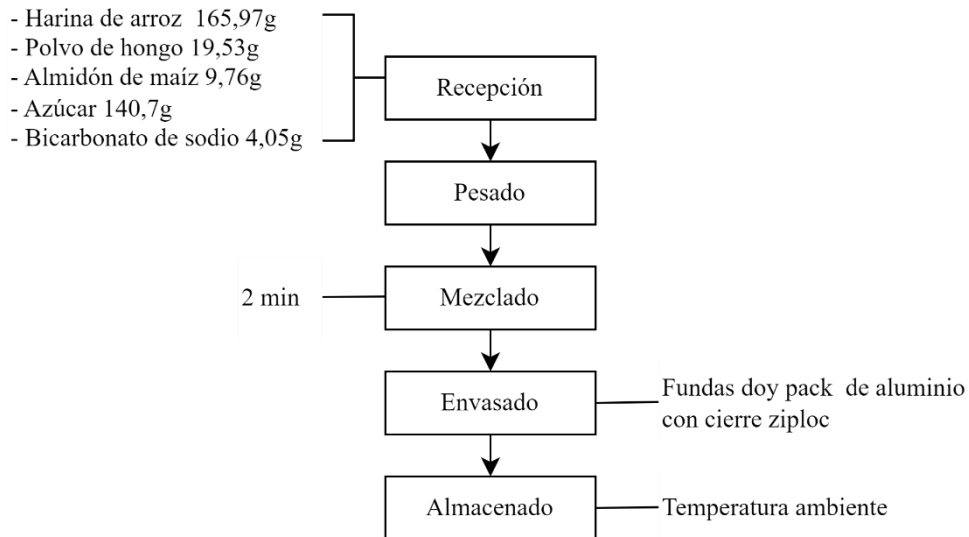 - Harina de arroz 165,97g
- Polvo de hongo 19,53g
- Almidón de maíz 9,76g
- Azúcar 140,7g
- Bicarbonato de sodio 4,05g
Recepción
Pesado
2 min
Mezclado
Envasado
Fundas doy pack de aluminio
con cierre ziploc
Almacenado
Temperatura ambiente